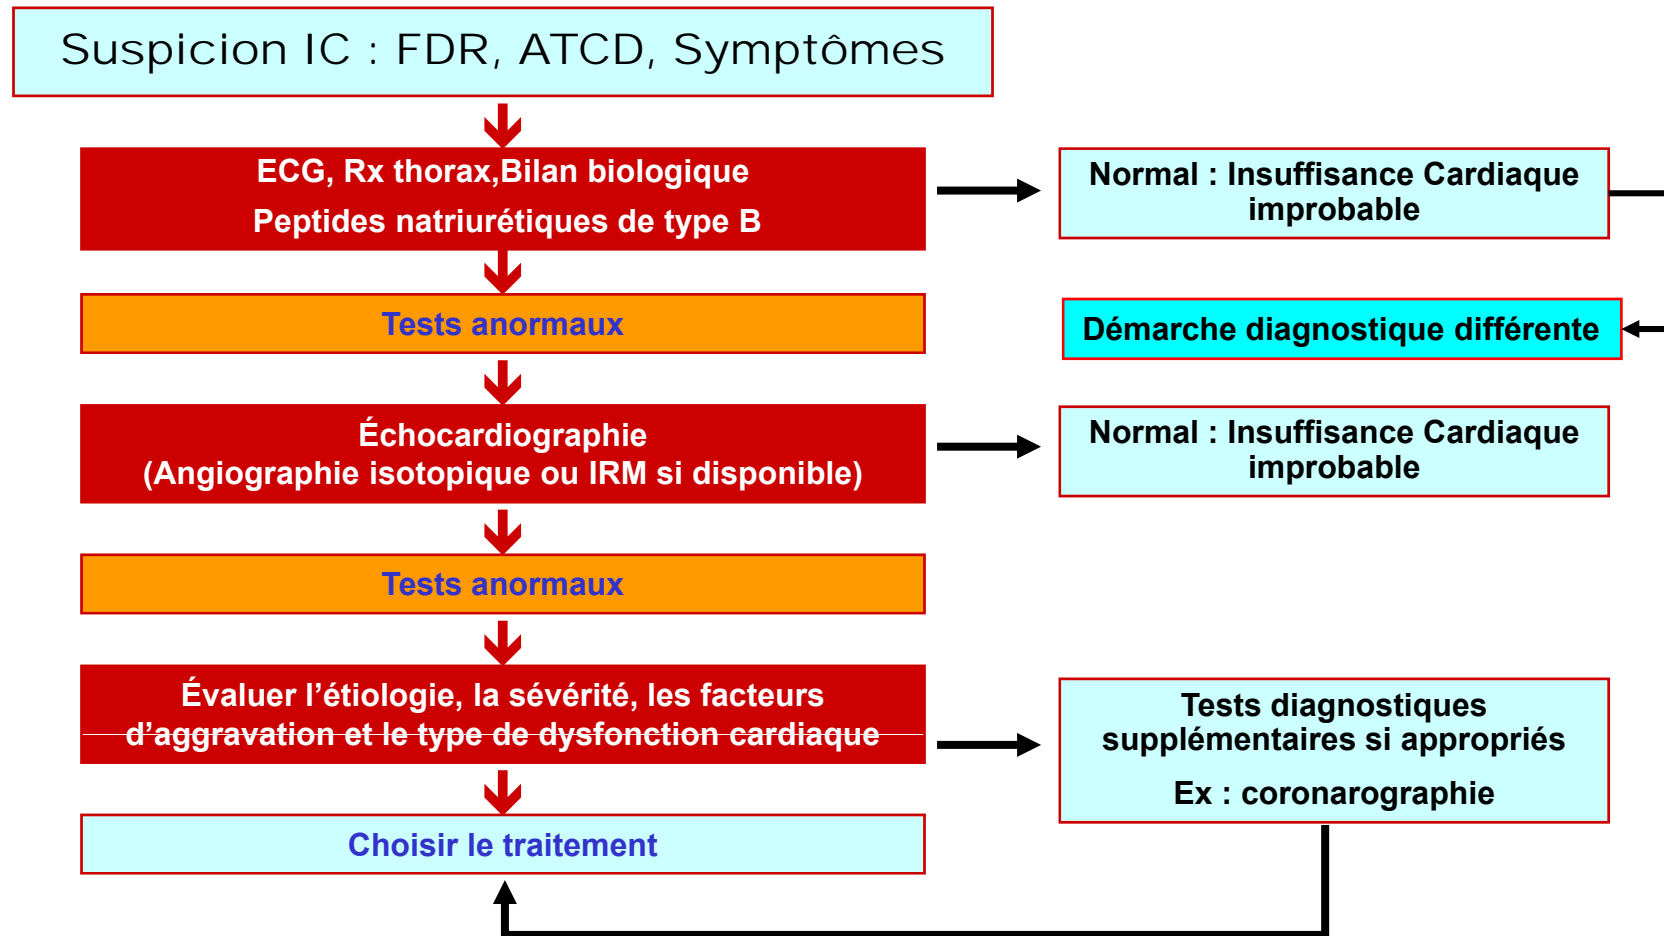 Suspicion IC : FDR, ATCD, Symptômes
ECG, Rx thorax,Bilan biologique
Peptides natriurétiques de type B
Normal : Insuffisance Cardiaque
improbable
Tests anormaux
Démarche diagnostique différente
Échocardiographie
(Angiographie isotopique ou IRM si disponible)
Normal : Insuffisance Cardiaque
improbable
Tests anormaux
Évaluer l’étiologie, la sévérité, les facteurs
d’aggravation et le type de dysfonction cardiaque
Tests diagnostiques
supplémentaires si appropriés
Ex : coronarographie
Choisir le traitement